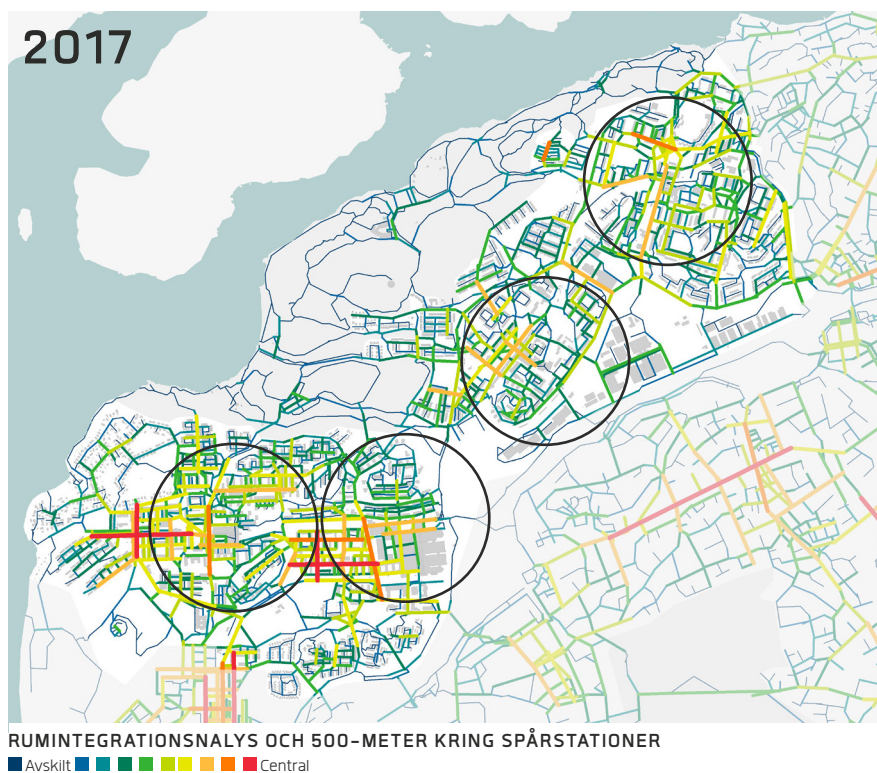 2017
RUMINTEGRATIONSNALYS OCH 500-METER KRING SPÅRSTATIONER
Avskilt Central